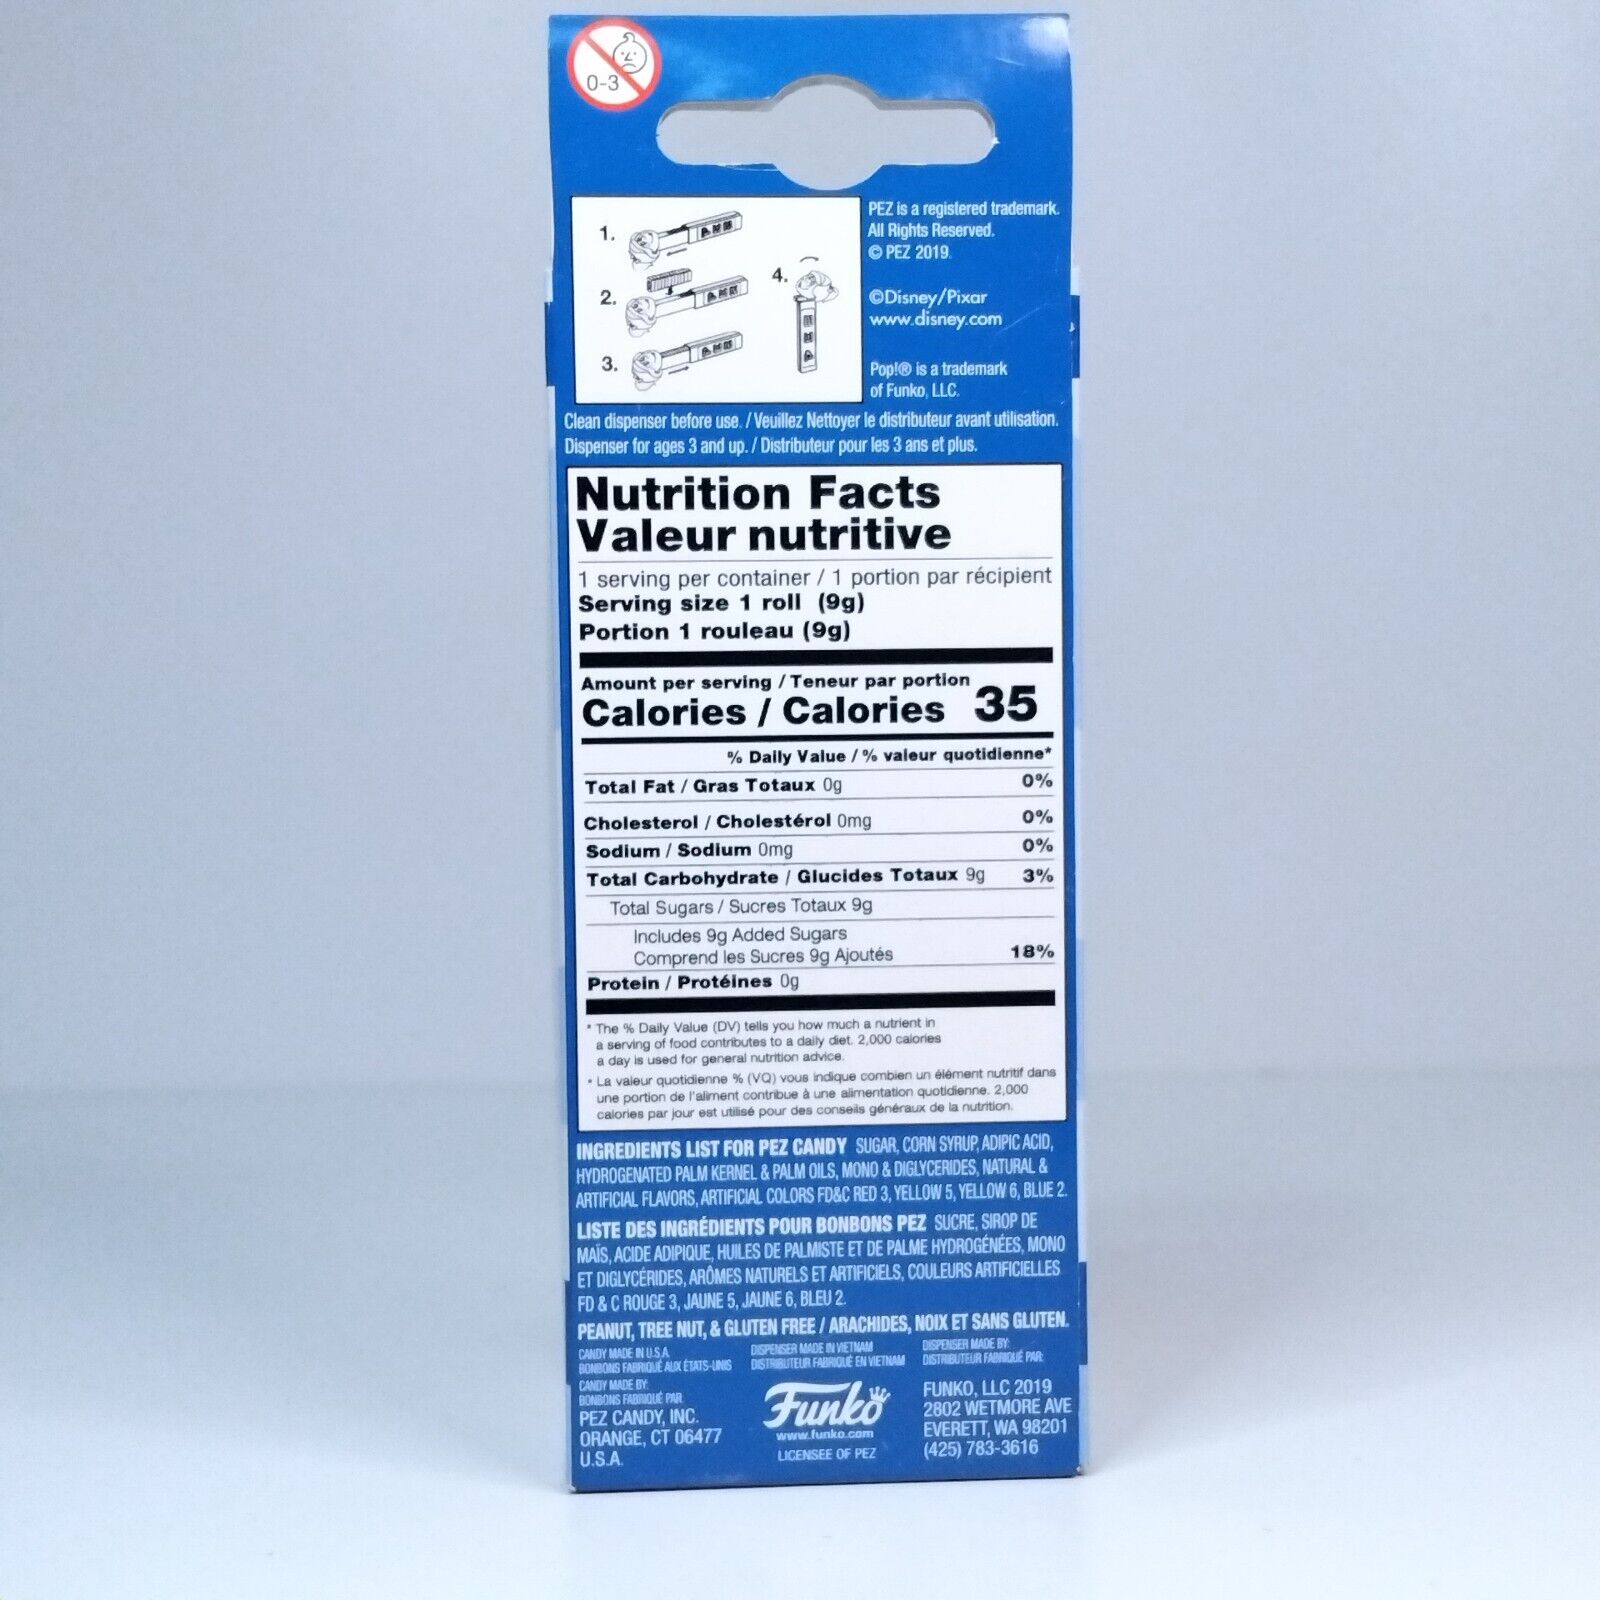 0-3
1.
2.
3.
4.
PEZ is a registered trademark.
All Rights Reserved.
© PEZ 2019.
©Disney/Pixar
www.disney.com
Pop!® is a trademark
of Funko, LLC.
Clean dispenser before use. / Veuillez Nettoyer le distributeur avant utilisation.
Dispenser for ages 3 and up. / Distributeur pour les 3 ans et plus.
Nutrition Facts
Valeur nutritive
1 serving per container / 1 portion par récipient
Serving size 1 roll (9g)
Portion 1 rouleau (9g)
Amount per serving / Teneur par portion
Calories / Calories 35
% Daily Value / % valeur quotidienne*
Total Fat / Gras Totaux 0g 0%
Cholesterol / Cholestérol 0mg 0%
Sodium / Sodium 0mg 0%
Total Carbohydrate / Glucides Totaux 9g 3%
Total Sugars / Sucres Totaux 9g
Includes 9g Added Sugars
Comprend les Sucres 9g Ajoutés 18%
Protein / Protéines 0g
* The % Daily Value (DV) tells you how much a nutrient in
a serving of food contributes to a daily diet. 2,000 calories
a day is used for general nutrition advice.
* La valeur quotidienne % (VQ) vous indique combien un élément nutritif dans
une portion de l'aliment contribue à une alimentation quotidienne. 2,000
calories par jour est utilisé pour des conseils généraux de la nutrition.
INGREDIENTS LIST FOR PEZ CANDY SUGAR, CORN SYRUP, ADIPIC ACID,
HYDROGENATED PALM KERNEL & PALM OILS, MONO & DIGLYCERIDES, NATURAL &
ARTIFICIAL FLAVORS, ARTIFICIAL COLORS FD&C RED 3, YELLOW 5, YELLOW 6, BLUE 2.
LISTE DES INGRÉDIENTS POUR BONBONS PEZ SUCRE, SIROP DE
MAÏS, ACIDE ADIPIQUE, HUILES DE PALMISTE ET DE PALME HYDROGÉNÉES, MONO
ET DIGLYCÉRIDES, ARÔMES NATURELS ET ARTIFICIELS, COULEURS ARTIFICIELLES
FD & C ROUGE 3, JAUNE 5, JAUNE 6, BLEU 2.
PEANUT, TREE NUT, & GLUTEN FREE / ARACHIDES, NOIX ET SANS GLUTEN.
CANDY MADE IN U.S.A.
BONBONS FABRIQUÉ AUX ÉTATS-UNIS
CANDY MADE BY:
BONBONS FABRIQUÉ PAR:
PEZ CANDY, INC.
ORANGE, CT 06477
U.S.A.
DISPENSER MADE IN VIETNAM
DISTRIBUTEUR FABRIQUÉ EN VIETNAM
Funko
www.funko.com
LICENSEE OF PEZ
DISPENSER MADE BY:
DISTRIBUTEUR FABRIQUÉ PAR:
FUNKO, LLC 2019
2802 WETMORE AVE
EVERETT, WA 98201
(425) 783-3616